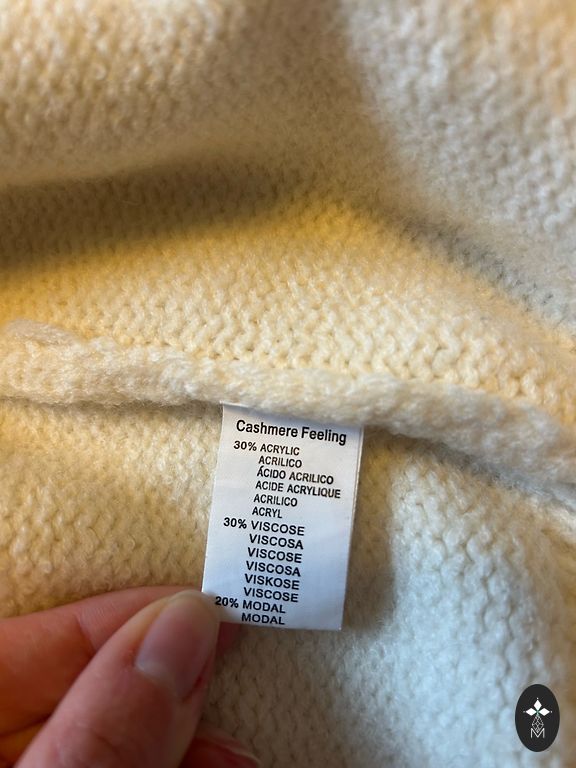 Cashmere Feeling
30% ACRYLIC
ACRILICO
ÁCIDO ACRILICO
ACIDE ACRYLIQUE
ACRILICO
ACRYL
30% VISCOSE
VISCOSA
VISCOSE
VISCOSA
VISKOSE
VISCOSE
20% MODAL
MODAL